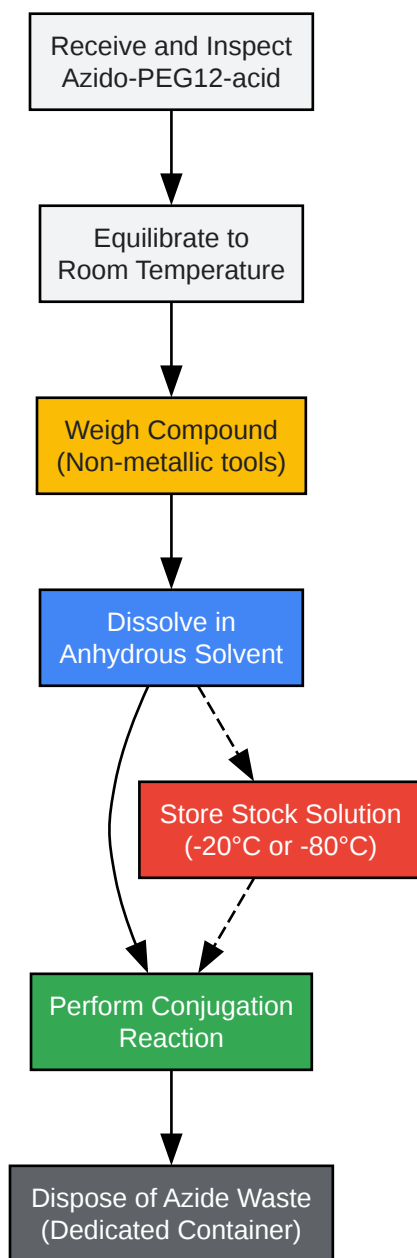 Receive and Inspect
Azido-PEG12-acid
Equilibrate to
Room Temperature
Weigh Compound
(Non-metallic tools)
Dissolve in
Anhydrous Solvent
Store Stock Solution
(-20°C or -80°C)
Perform Conjugation
Reaction
Dispose of Azide Waste
(Dedicated Container)